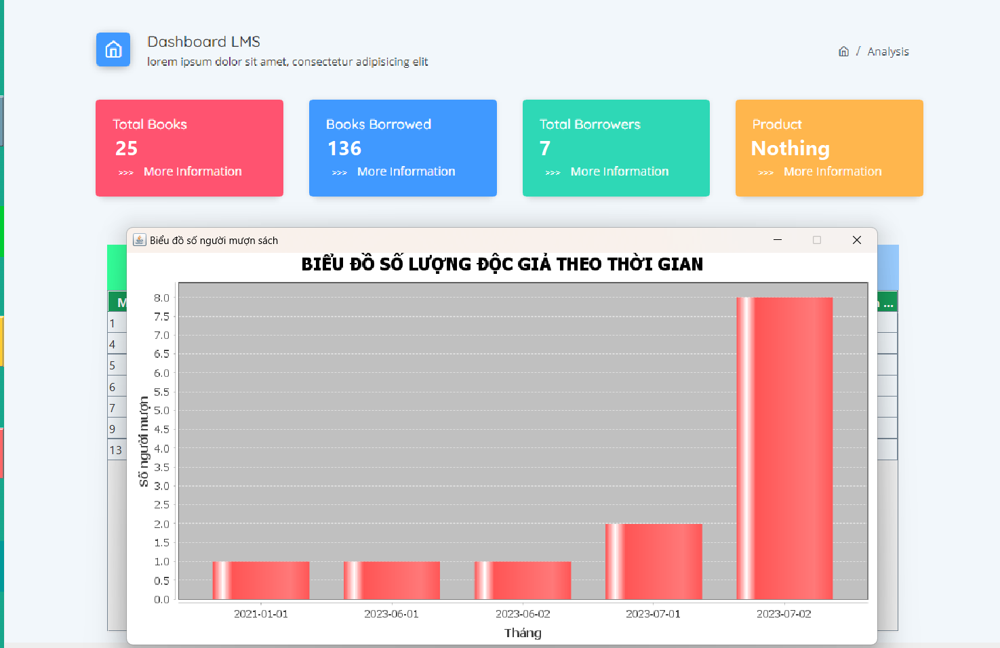 Dashboard LMS
lorem ipsum dolor sit amet, consectetur adipisicing elit
/ Analysis
Total Books
25
>>> More Information
Books Borrowed
136
>>> More Information
Total Borrowers
7
>>> More Information
Product
Nothing
>>> More Information
Biểu đồ số người mượn sách
BIỂU ĐỒ SỐ LƯỢNG ĐỘC GIẢ THEO THỜI GIAN
M
...
1
4
5
6
7
9
13
Số người mượn
8.0
7.5
7.0
6.5
6.0
5.5
5.0
4.5
4.0
3.5
3.0
2.5
2.0
1.5
1.0
0.5
0.0
2021-01-01
2023-06-01
2023-06-02
2023-07-01
2023-07-02
Tháng